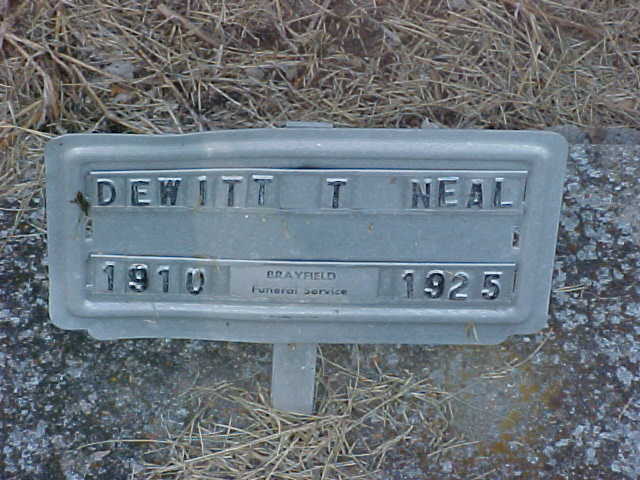 DEWITT T NEAL
1910 BRAYFIELD 1925
Funeral Service